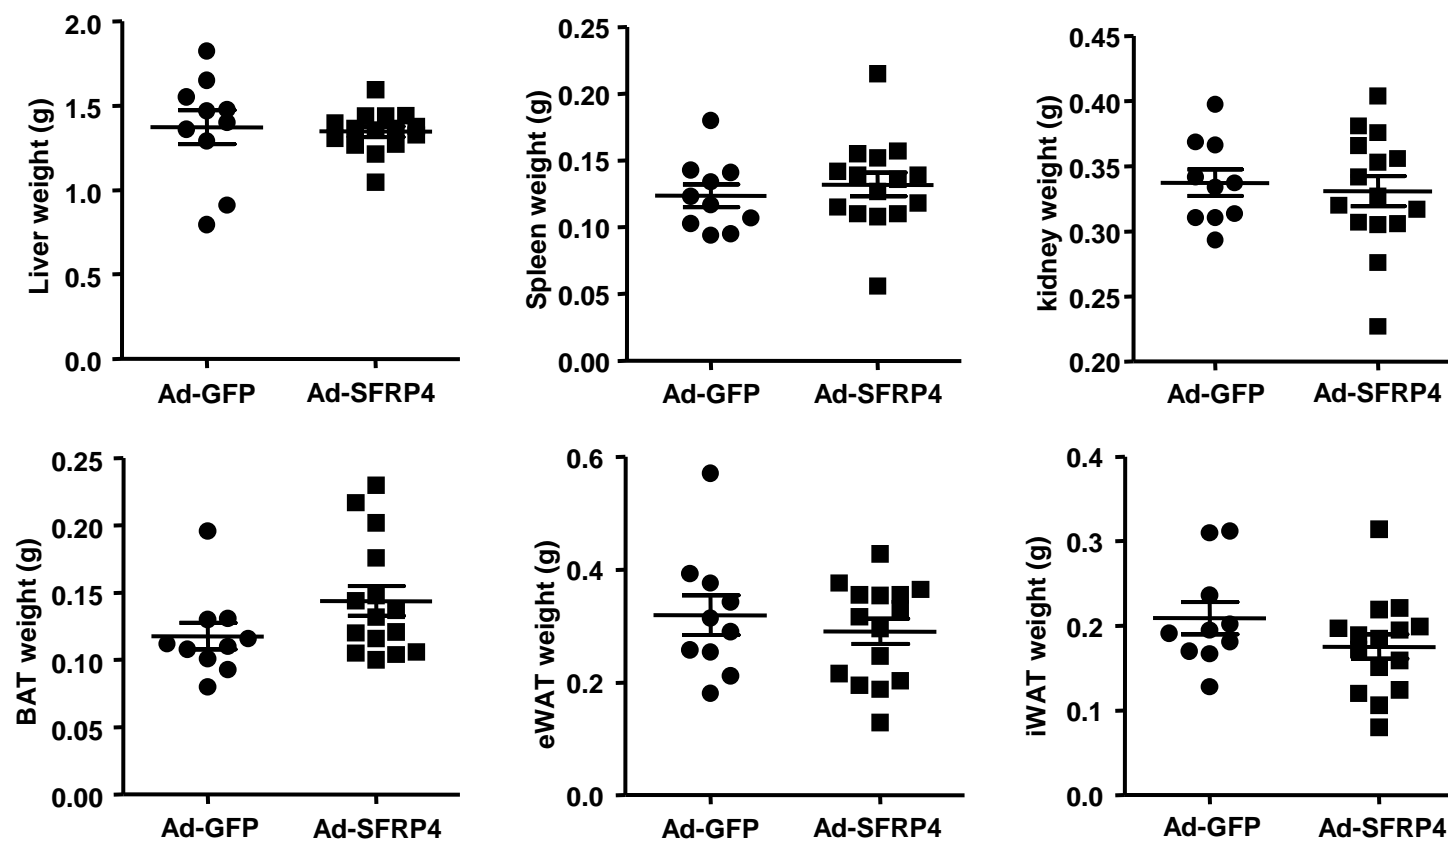 Liver weight (g)
2.0
1.5
1.0
0.5
0.0
Ad-GFP Ad-SFRP4
Spleen weight (g)
0.25
0.20
0.15
0.10
0.05
0.00
Ad-GFP Ad-SFRP4
kidney weight (g)
0.45
0.40
0.35
0.30
0.25
0.20
Ad-GFP Ad-SFRP4
BAT weight (g)
0.25
0.20
0.15
0.10
0.05
0.00
Ad-GFP Ad-SFRP4
eWAT weight (g)
0.6
0.4
0.2
0.0
Ad-GFP Ad-SFRP4
iWAT weight (g)
0.4
0.3
0.2
0.1
0.0
Ad-GFP Ad-SFRP4